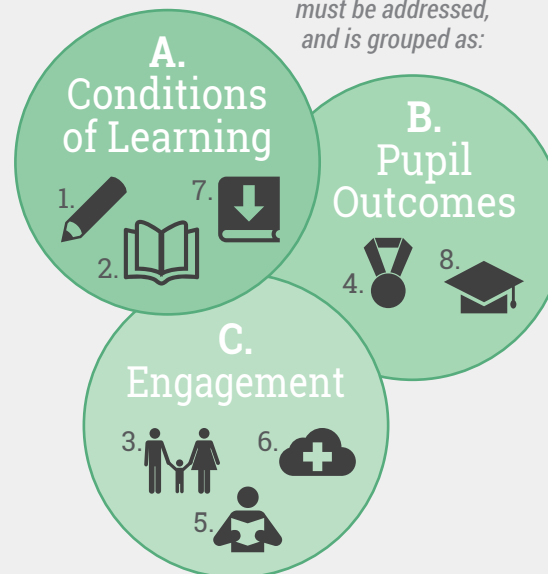 must be addressed,
and is grouped as:
A.
Conditions
of Learning
1.
7.
2.
B.
Pupil
Outcomes
4.
8.
C.
Engagement
3.
6.
5.